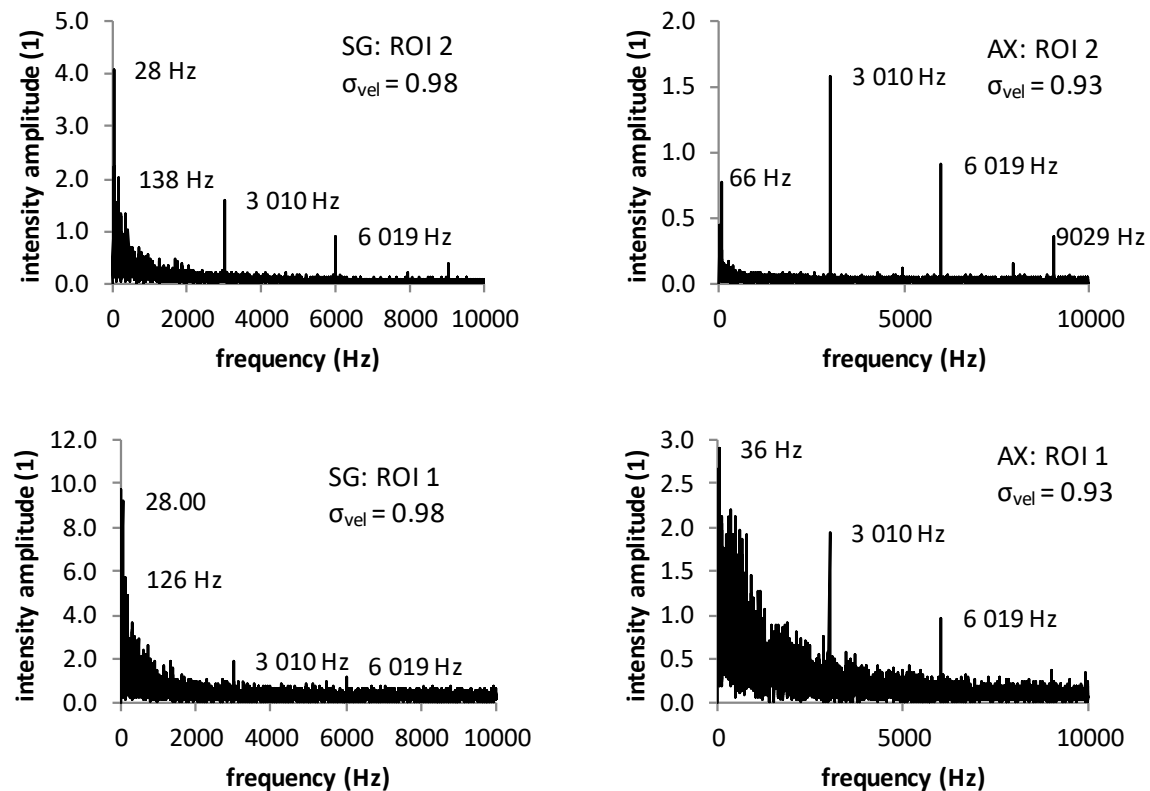 5.0
4.0
3.0
2.0
1.0
0.0
intensity amplitude (1)
SG: ROI 2
σvel = 0.98
28 Hz
138 Hz
3 010 Hz
6 019 Hz
0 2000 4000 6000 8000 10000
frequency (Hz)
2.0
1.5
1.0
0.5
0.0
intensity amplitude (1)
AX: ROI 2
σvel = 0.93
3 010 Hz
66 Hz
6 019 Hz
9029 Hz
0 5000 10000
frequency (Hz)
12.0
10.0
8.0
6.0
4.0
2.0
0.0
intensity amplitude (1)
SG: ROI 1
σvel = 0.98
28.00
126 Hz
3 010 Hz
6 019 Hz
0 2000 4000 6000 8000 10000
frequency (Hz)
3.0
2.5
2.0
1.5
1.0
0.5
0.0
intensity amplitude (1)
AX: ROI 1
σvel = 0.93
36 Hz
3 010 Hz
6 019 Hz
0 5000 10000
frequency (Hz)